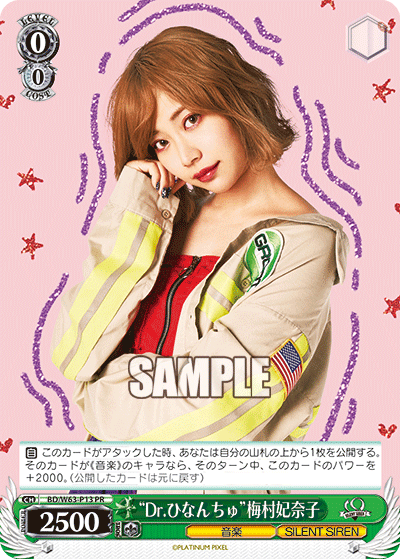 LEVEL
0
0
COST
GRL
SAMPLE
自 このカードがアタックした時、あなたは自分の山札の上から1枚を公開する。
そのカードが《音楽》のキャラなら、そのターン中、このカードのパワーを
+2000。(公開したカードは元に戻す)
CM BD/W63-P13 PR
2500
“Dr.ひなんちゅ”梅村妃奈子
音楽
SILENT SIREN
©PLATINUM PIXEL